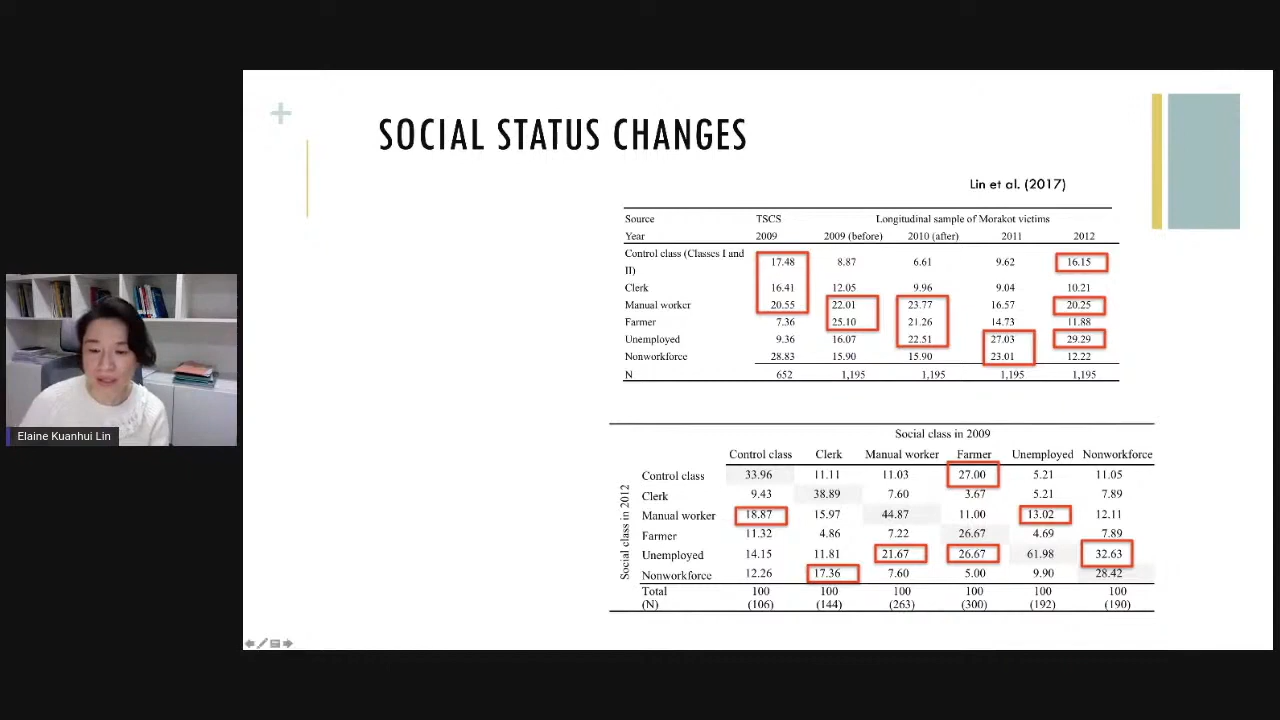 SOCIAL STATUS CHANGES
Lin et al. (2017)
Source TSCS Longitudinal sample of Morakot victims
Year 2009 2009 (before) 2010 (after) 2011 2012
Control class (Classes I and II) 17.48 8.87 6.61 9.62 16.15
Clerk 16.41 12.05 9.96 9.04 10.21
Manual worker 20.55 22.01 23.77 16.57 20.25
Farmer 7.36 25.10 21.26 14.73 11.88
Unemployed 9.36 16.07 22.51 27.03 29.29
Nonworkforce 28.83 15.90 15.90 23.01 12.22
N 652 1,195 1,195 1,195 1,195
Social class in 2009
Control class Clerk Manual worker Farmer Unemployed Nonworkforce
Social class in 2012
Control class 33.96 11.11 11.03 27.00 5.21 11.05
Clerk 9.43 38.89 7.60 3.67 5.21 7.89
Manual worker 18.87 15.97 44.87 11.00 13.02 12.11
Farmer 11.32 4.86 7.22 26.67 4.69 7.89
Unemployed 14.15 11.81 21.67 26.67 61.98 32.63
Nonworkforce 12.26 17.36 7.60 5.00 9.90 28.42
Total 100 100 100 100 100 100
(N) (106) (144) (263) (300) (192) (190)
Elaine Kuanhui Lin